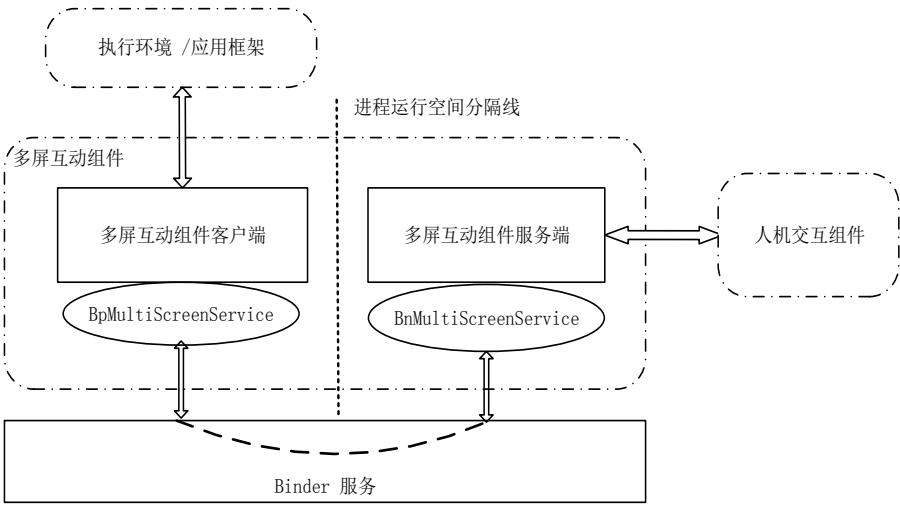 执行环境 /应用框架
进程运行空间分隔线
多屏互动组件
多屏互动组件客户端
多屏互动组件服务端
人机交互组件
BpMultiScreenService
BnMultiScreenService
Binder 服务